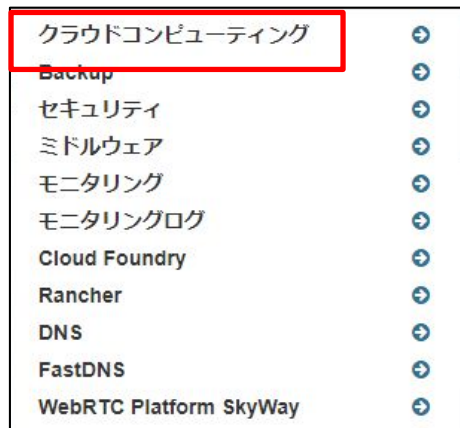 クラウドコンピューティング
Backup
セキュリティ
ミドルウェア
モニタリング
モニタリングログ
Cloud Foundry
Rancher
DNS
FastDNS
WebRTC Platform SkyWay